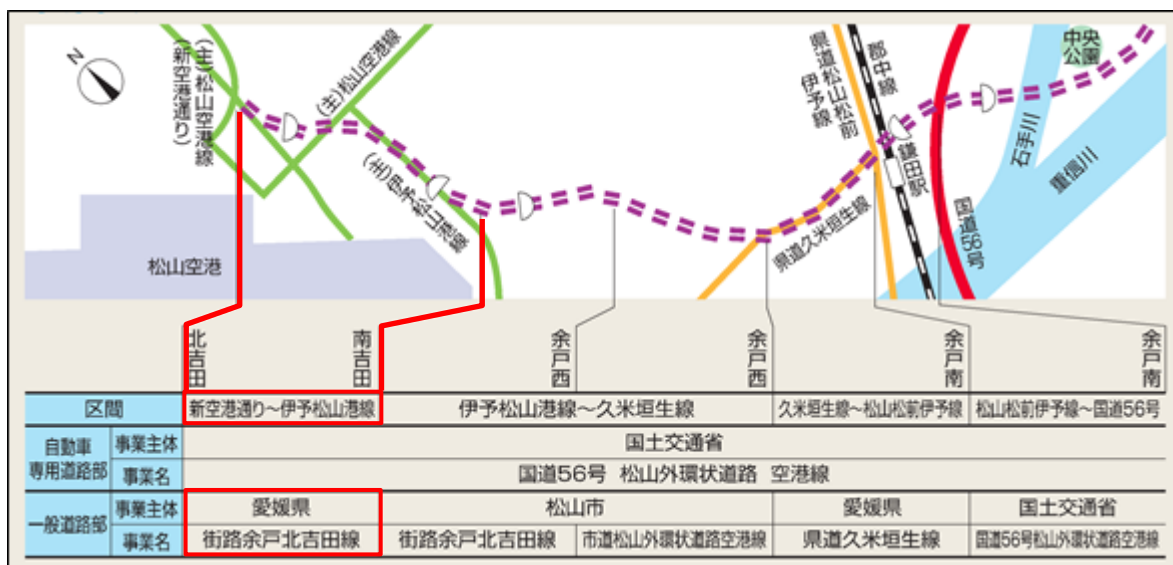 N
(主)松山空港線
(新空港通り)
(主)松山空港線
(主)伊予松山港線
松山空港
県道松山松前
伊予線
郡中線
鎌田駅
県道久米垣生線
国道56号
石手川
重信川
中央
公園
北吉田
南吉田
余戸西
余戸西
余戸南
余戸南
区間 新空港通り〜伊予松山港線 伊予松山港線〜久米垣生線 久米垣生線〜松山松前伊予線 松山松前伊予線〜国道56号
自動車専用道路部 事業主体 国土交通省
事業名 国道56号 松山外環状道路 空港線
一般道路部 事業主体 愛媛県 松山市 愛媛県 国土交通省
事業名 街路余戸北吉田線 街路余戸北吉田線 市道松山外環状道路空港線 県道久米垣生線 国道56号松山外環状道路空港線